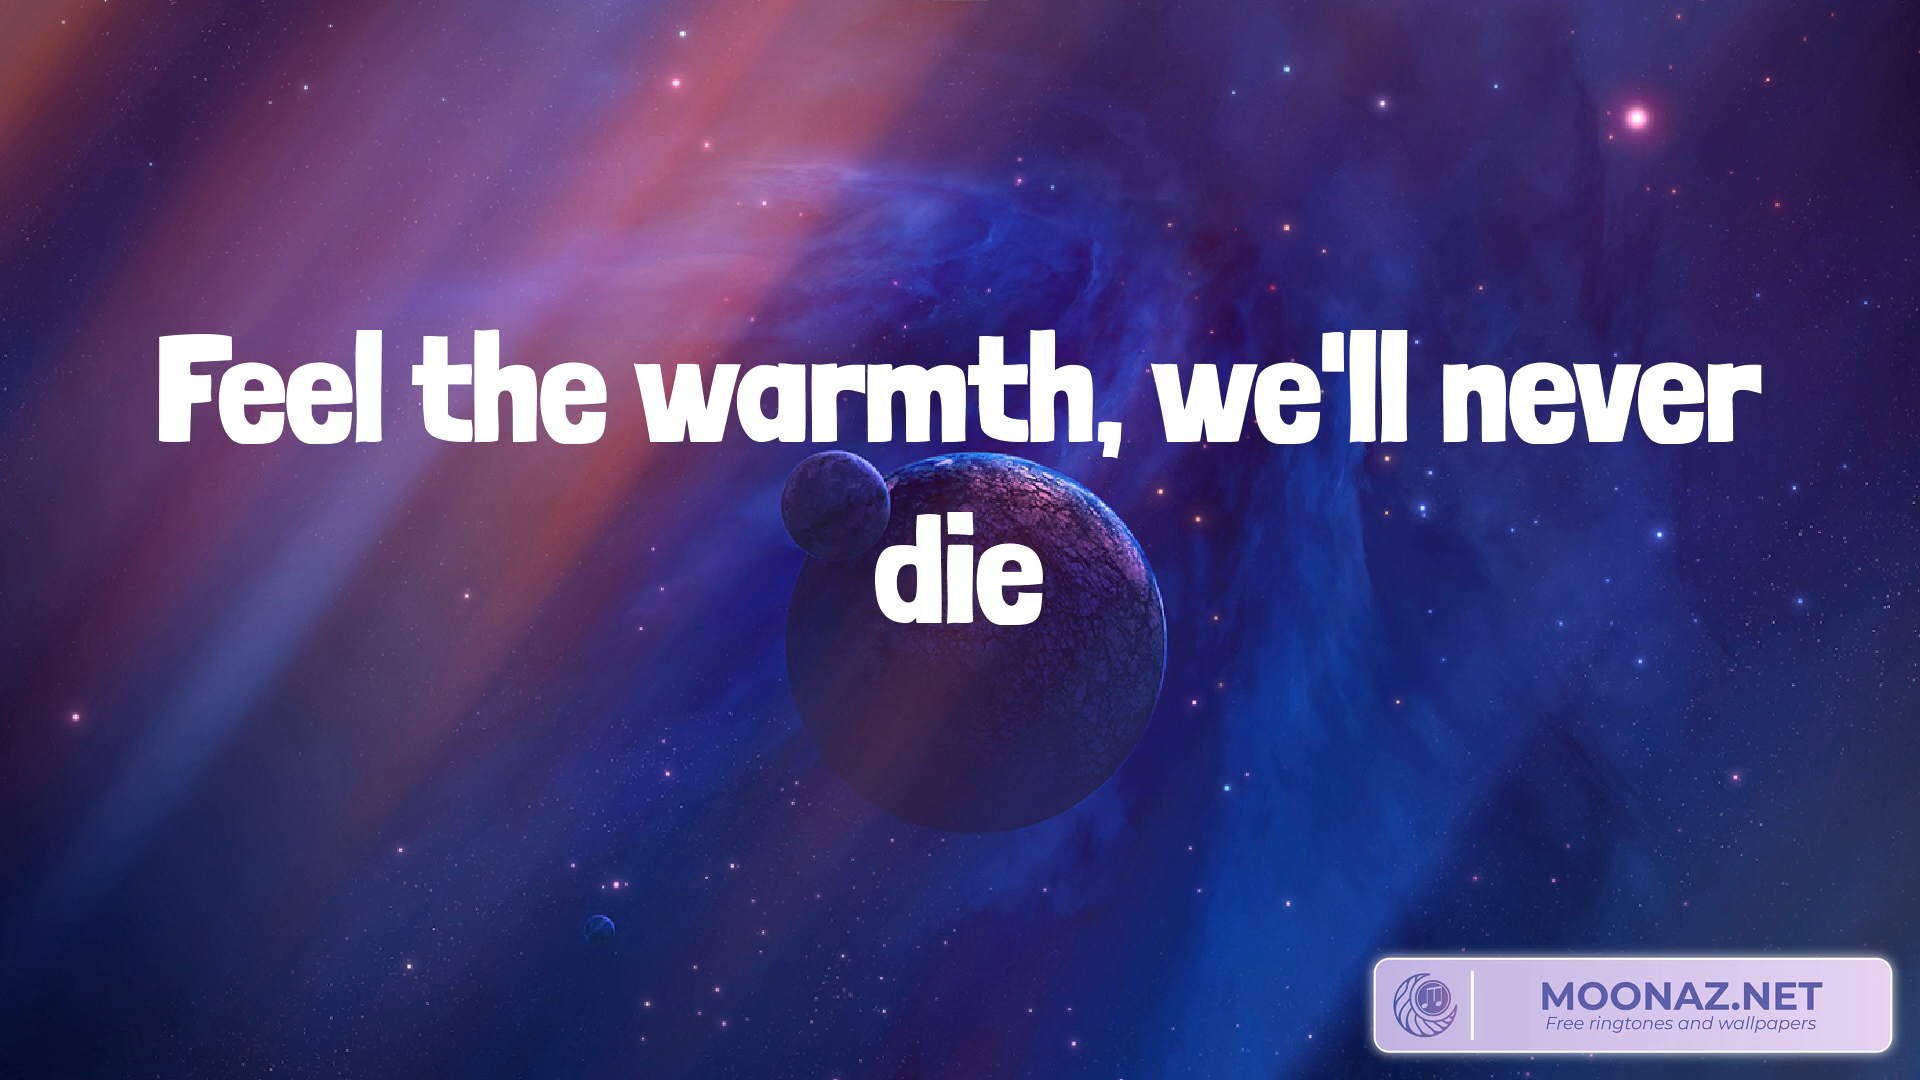 Feel the warmth, we'll never
die
MOONAZ.NET
Free ringtones and wallpapers